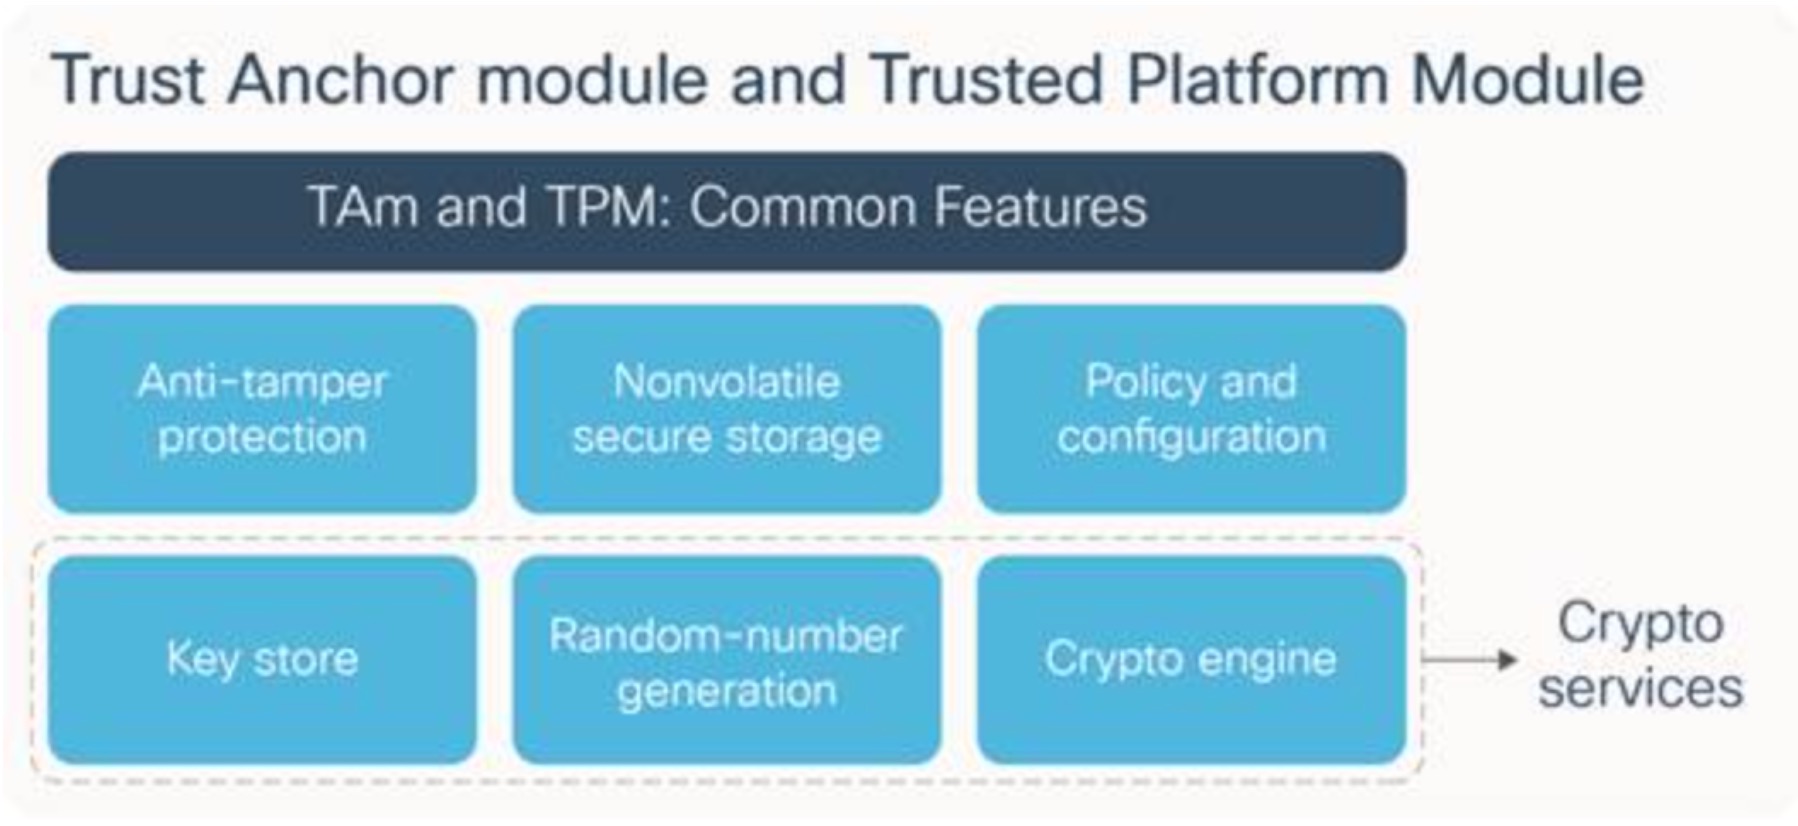 Trust Anchor module and Trusted Platform Module
TAm and TPM: Common Features
Anti-tamper
protection
Nonvolatile
secure storage
Policy and
configuration
Key store
Random-number
generation
Crypto engine
Crypto
services